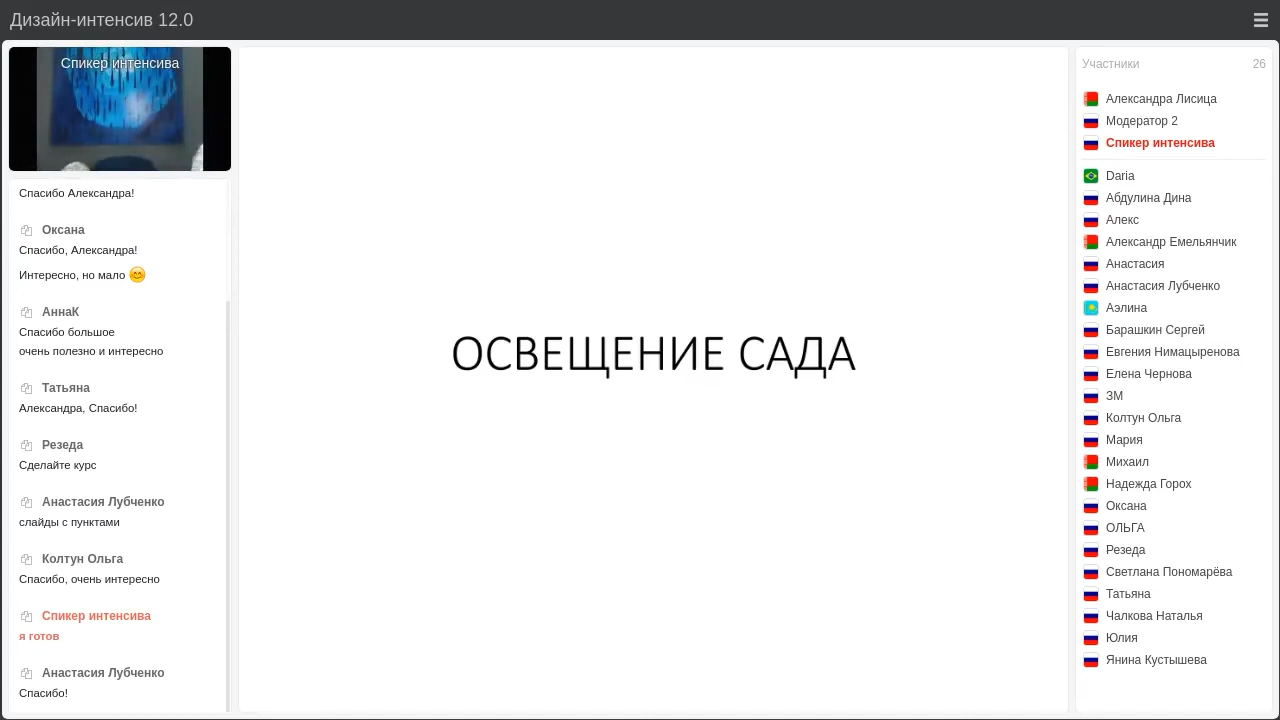 Дизайн-интенсив 12.0
Спикер интенсива
Спасибо Александра!
Оксана
Спасибо, Александра!
Интересно, но мало 😊
АннаК
Спасибо большое
очень полезно и интересно
Татьяна
Александра, Спасибо!
Резеда
Сделайте курс
Анастасия Лубченко
слайды с пунктами
Колтун Ольга
Спасибо, очень интересно
Спикер интенсива
я готов
Анастасия Лубченко
Спасибо!
ОСВЕЩЕНИЕ САДА
Участники 26
Александра Лисица
Модератор 2
Спикер интенсива
Daria
Абдулина Дина
Алекс
Александр Емельянчик
Анастасия
Анастасия Лубченко
Аэлина
Барашкин Сергей
Евгения Нимацыренова
Елена Чернова
ЗМ
Колтун Ольга
Мария
Михаил
Надежда Горох
Оксана
ОЛЬГА
Резеда
Светлана Пономарёва
Татьяна
Чалкова Наталья
Юлия
Янина Кустышева